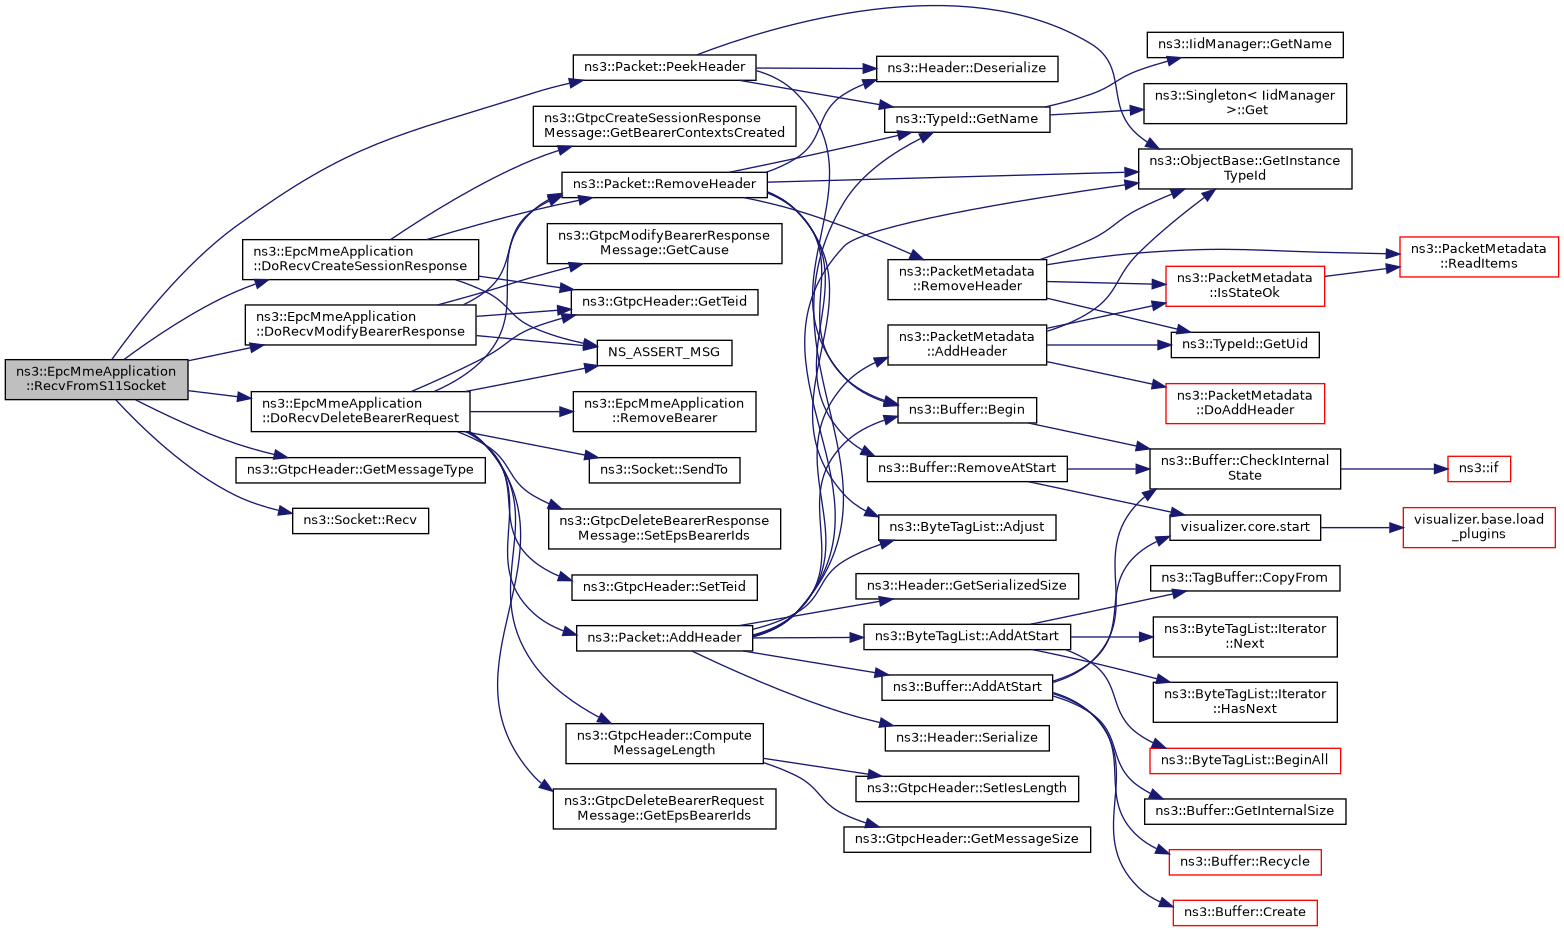 ns3::EpcMmeApplication
::RecvFromS11Socket
ns3::Packet::PeekHeader
ns3::EpcMmeApplication
::DoRecvCreateSessionResponse
ns3::EpcMmeApplication
::DoRecvModifyBearerResponse
ns3::EpcMmeApplication
::DoRecvDeleteBearerRequest
ns3::GtpcHeader::GetMessageType
ns3::Socket::Recv
ns3::GtpcCreateSessionResponse
Message::GetBearerContextsCreated
ns3::Packet::RemoveHeader
ns3::GtpcModifyBearerResponse
Message::GetCause
ns3::GtpcHeader::GetTeid
NS_ASSERT_MSG
ns3::EpcMmeApplication
::RemoveBearer
ns3::Socket::SendTo
ns3::GtpcDeleteBearerResponse
Message::SetEpsBearerIds
ns3::GtpcHeader::SetTeid
ns3::Packet::AddHeader
ns3::GtpcHeader::Compute
MessageLength
ns3::GtpcDeleteBearerRequest
Message::GetEpsBearerIds
ns3::Header::Deserialize
ns3::TypeId::GetName
ns3::PacketMetadata
::RemoveHeader
ns3::PacketMetadata
::AddHeader
ns3::Buffer::Begin
ns3::Buffer::RemoveAtStart
ns3::ByteTagList::Adjust
ns3::Header::GetSerializedSize
ns3::ByteTagList::AddAtStart
ns3::Buffer::AddAtStart
ns3::Header::Serialize
ns3::GtpcHeader::SetIesLength
ns3::GtpcHeader::GetMessageSize
ns3::IidManager::GetName
ns3::Singleton< IidManager
>::Get
ns3::ObjectBase::GetInstance
TypeId
ns3::PacketMetadata
::IsStateOk
ns3::TypeId::GetUid
ns3::PacketMetadata
::DoAddHeader
ns3::Buffer::CheckInternal
State
visualizer.core.start
ns3::TagBuffer::CopyFrom
ns3::ByteTagList::Iterator
::Next
ns3::ByteTagList::Iterator
::HasNext
ns3::ByteTagList::BeginAll
ns3::Buffer::GetInternalSize
ns3::Buffer::Recycle
ns3::Buffer::Create
ns3::PacketMetadata
::ReadItems
ns3::if
visualizer.base.load
_plugins